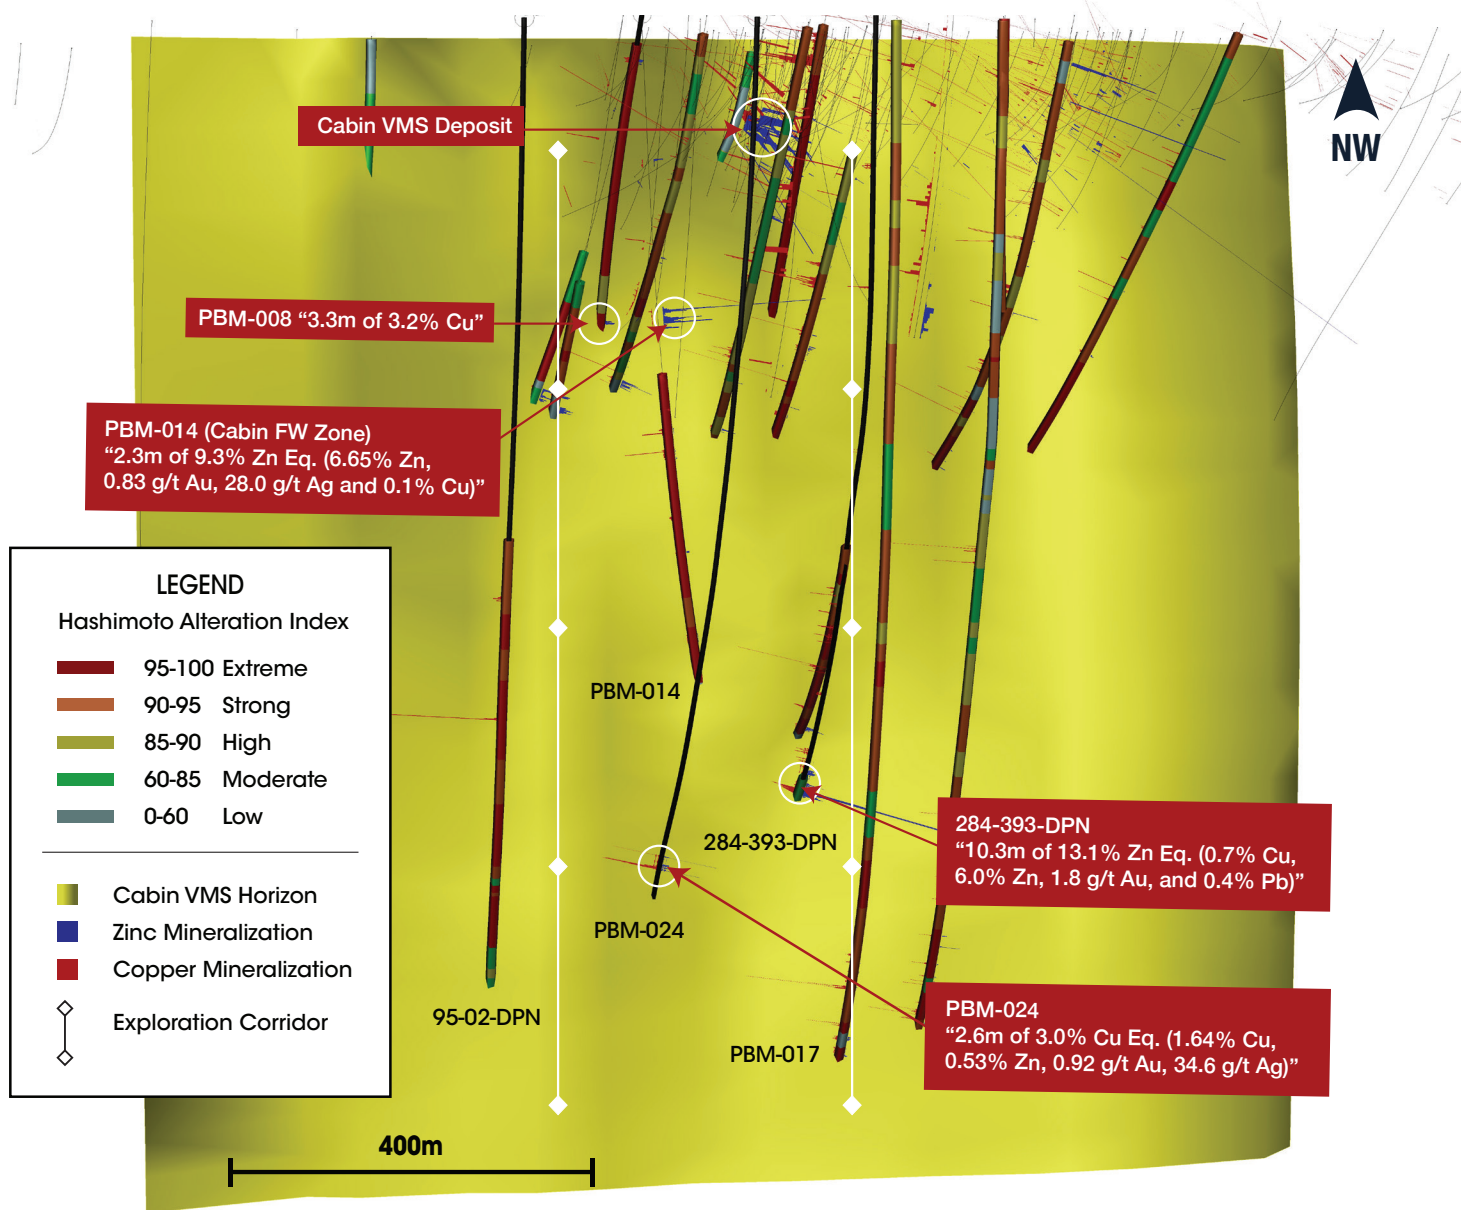 NW
Cabin VMS Deposit
PBM-008 “3.3m of 3.2% Cu”
PBM-014 (Cabin FW Zone)
“2.3m of 9.3% Zn Eq. (6.65% Zn,
0.83 g/t Au, 28.0 g/t Ag and 0.1% Cu)”
LEGEND
Hashimoto Alteration Index
95-100 Extreme
90-95 Strong
85-90 High
60-85 Moderate
0-60 Low
Cabin VMS Horizon
Zinc Mineralization
Copper Mineralization
Exploration Corridor
PBM-014
284-393-DPN
PBM-024
95-02-DPN
PBM-017
284-393-DPN
“10.3m of 13.1% Zn Eq. (0.7% Cu,
6.0% Zn, 1.8 g/t Au, and 0.4% Pb)”
PBM-024
“2.6m of 3.0% Cu Eq. (1.64% Cu,
0.53% Zn, 0.92 g/t Au, 34.6 g/t Ag)”
400m